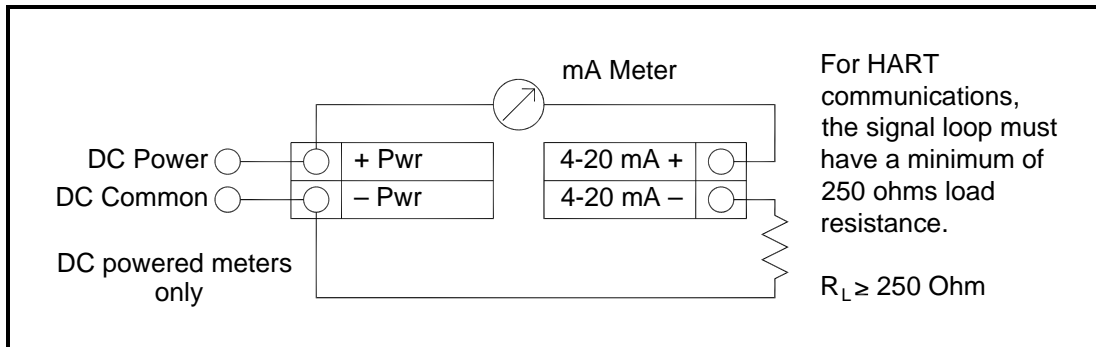 mA Meter
For HART
communications,
the signal loop must
have a minimum of
250 ohms load
resistance.
DC Power
+ Pwr
4-20 mA +
DC Common
– Pwr
4-20 mA –
DC powered meters
only
R L ≥ 250 Ohm